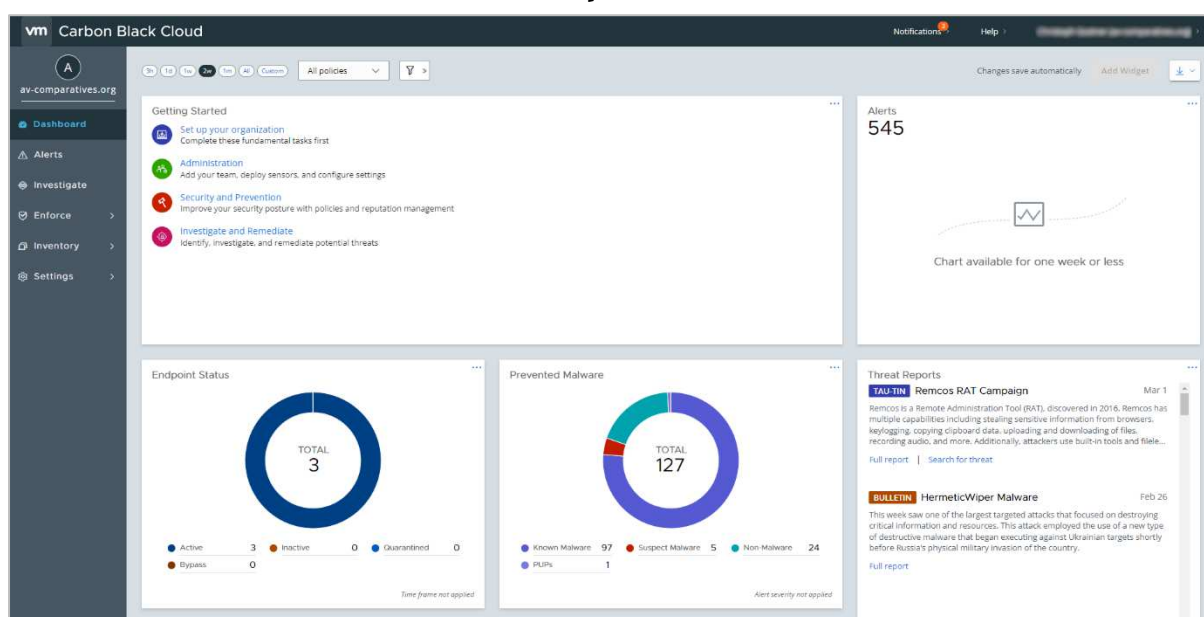 vm Carbon Black Cloud
Notifications
Help
A
av-comparatives.org
Dashboard
Alerts
Investigate
Enforce
Inventory
Settings
3h 1d 1w 2w 1m All Custom
All policies
Changes save automatically
Add Widget
Getting Started
Set up your organization
Complete these fundamental tasks first
Administration
Add your team, deploy sensors, and configure settings
Security and Prevention
Improve your security posture with policies and reputation management
Investigate and Remediate
Identify, investigate, and remediate potential threats
Alerts
545
Chart available for one week or less
Endpoint Status
TOTAL
3
Active 3 Inactive 0 Quarantined 0
Bypass 0
Time frame not applied
Prevented Malware
TOTAL
127
Known Malware 97 Suspect Malware 5 Non-Malware 24
PUPs 1
Alert severity not applied
Threat Reports
TAU-TIN Remcos RAT Campaign Mar 1
Remcos is a Remote Administration Tool (RAT), discovered in 2016. Remcos has
multiple capabilities including stealing sensitive information from browsers,
keylogging, copying clipboard data, uploading and downloading of files,
recording audio, and more. Additionally, attackers use built-in tools and filele...
Full report | Search for threat
BULLETIN HermeticWiper Malware Feb 26
This week saw one of the largest targeted attacks that focused on destroying
critical information and resources. This attack employed the use of a new type
of destructive malware that began executing against Ukrainian targets shortly
before Russia's physical military invasion of the country.
Full report